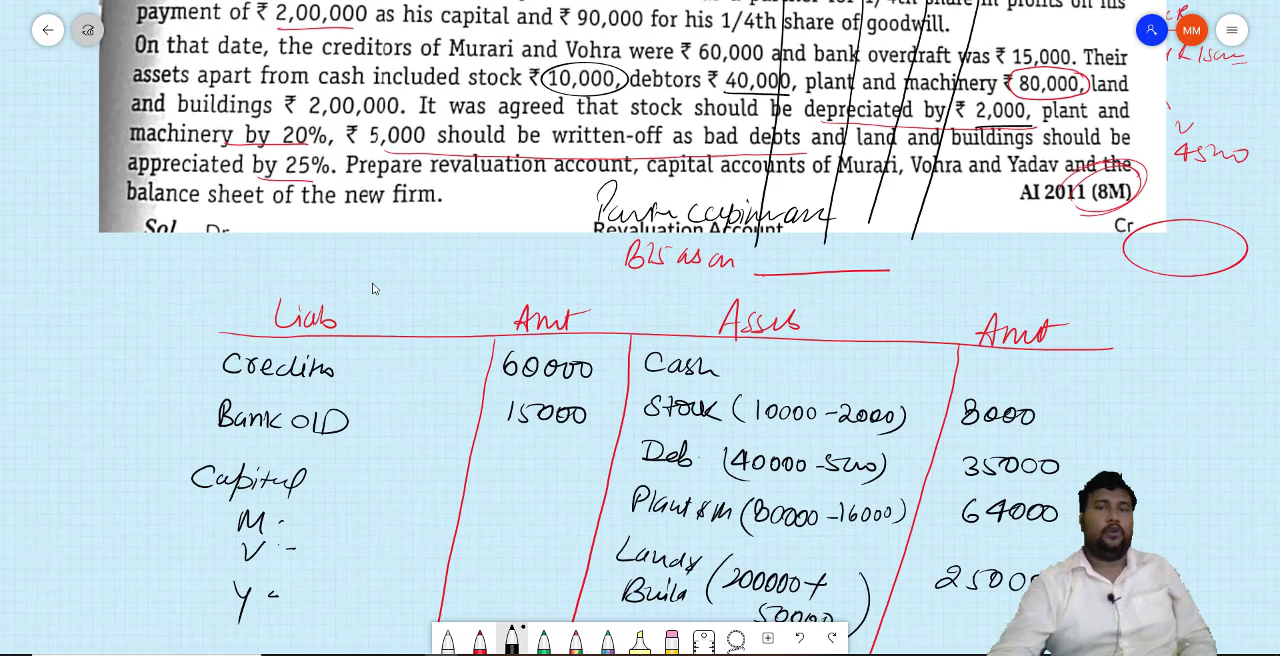 payment of ₹ 2,00,000 as his capital and ₹ 90,000 for his 1/4th share of goodwill.
On that date, the creditors of Murari and Vohra were ₹ 60,000 and bank overdraft was ₹ 15,000. Their
assets apart from cash included stock ₹ 10,000, debtors ₹ 40,000, plant and machinery ₹ 80,000, land
and buildings ₹ 2,00,000. It was agreed that stock should be depreciated by ₹ 2,000, plant and
machinery by 20%, ₹ 5,000 should be written-off as bad debts and land and buildings should be
appreciated by 25%. Prepare revaluation account, capital accounts of Murari, Vohra and Yadav and the
balance sheet of the new firm. AI 2011 (8M)
MM
V
4500
Sol. Dr Revaluation Account Cr
as on
Liab Amt Assets Amt
60000 Cash
Bank O/D 15000 Stock (10000-2000) 8000
Deb (40000-5000) 35000
Capital
Plant & M (80000-16000) 64000
M
V
Land &
Build (200000+
50000)
Y